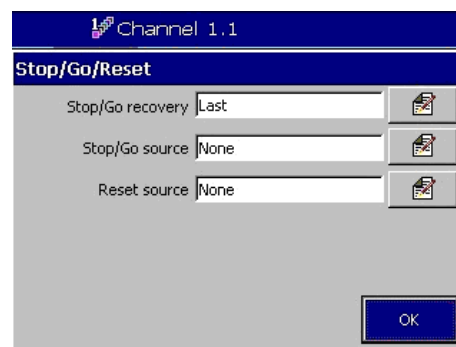 Channel 1.1
Stop/Go/Reset
Stop/Go recovery Last
Stop/Go source None
Reset source None
OK